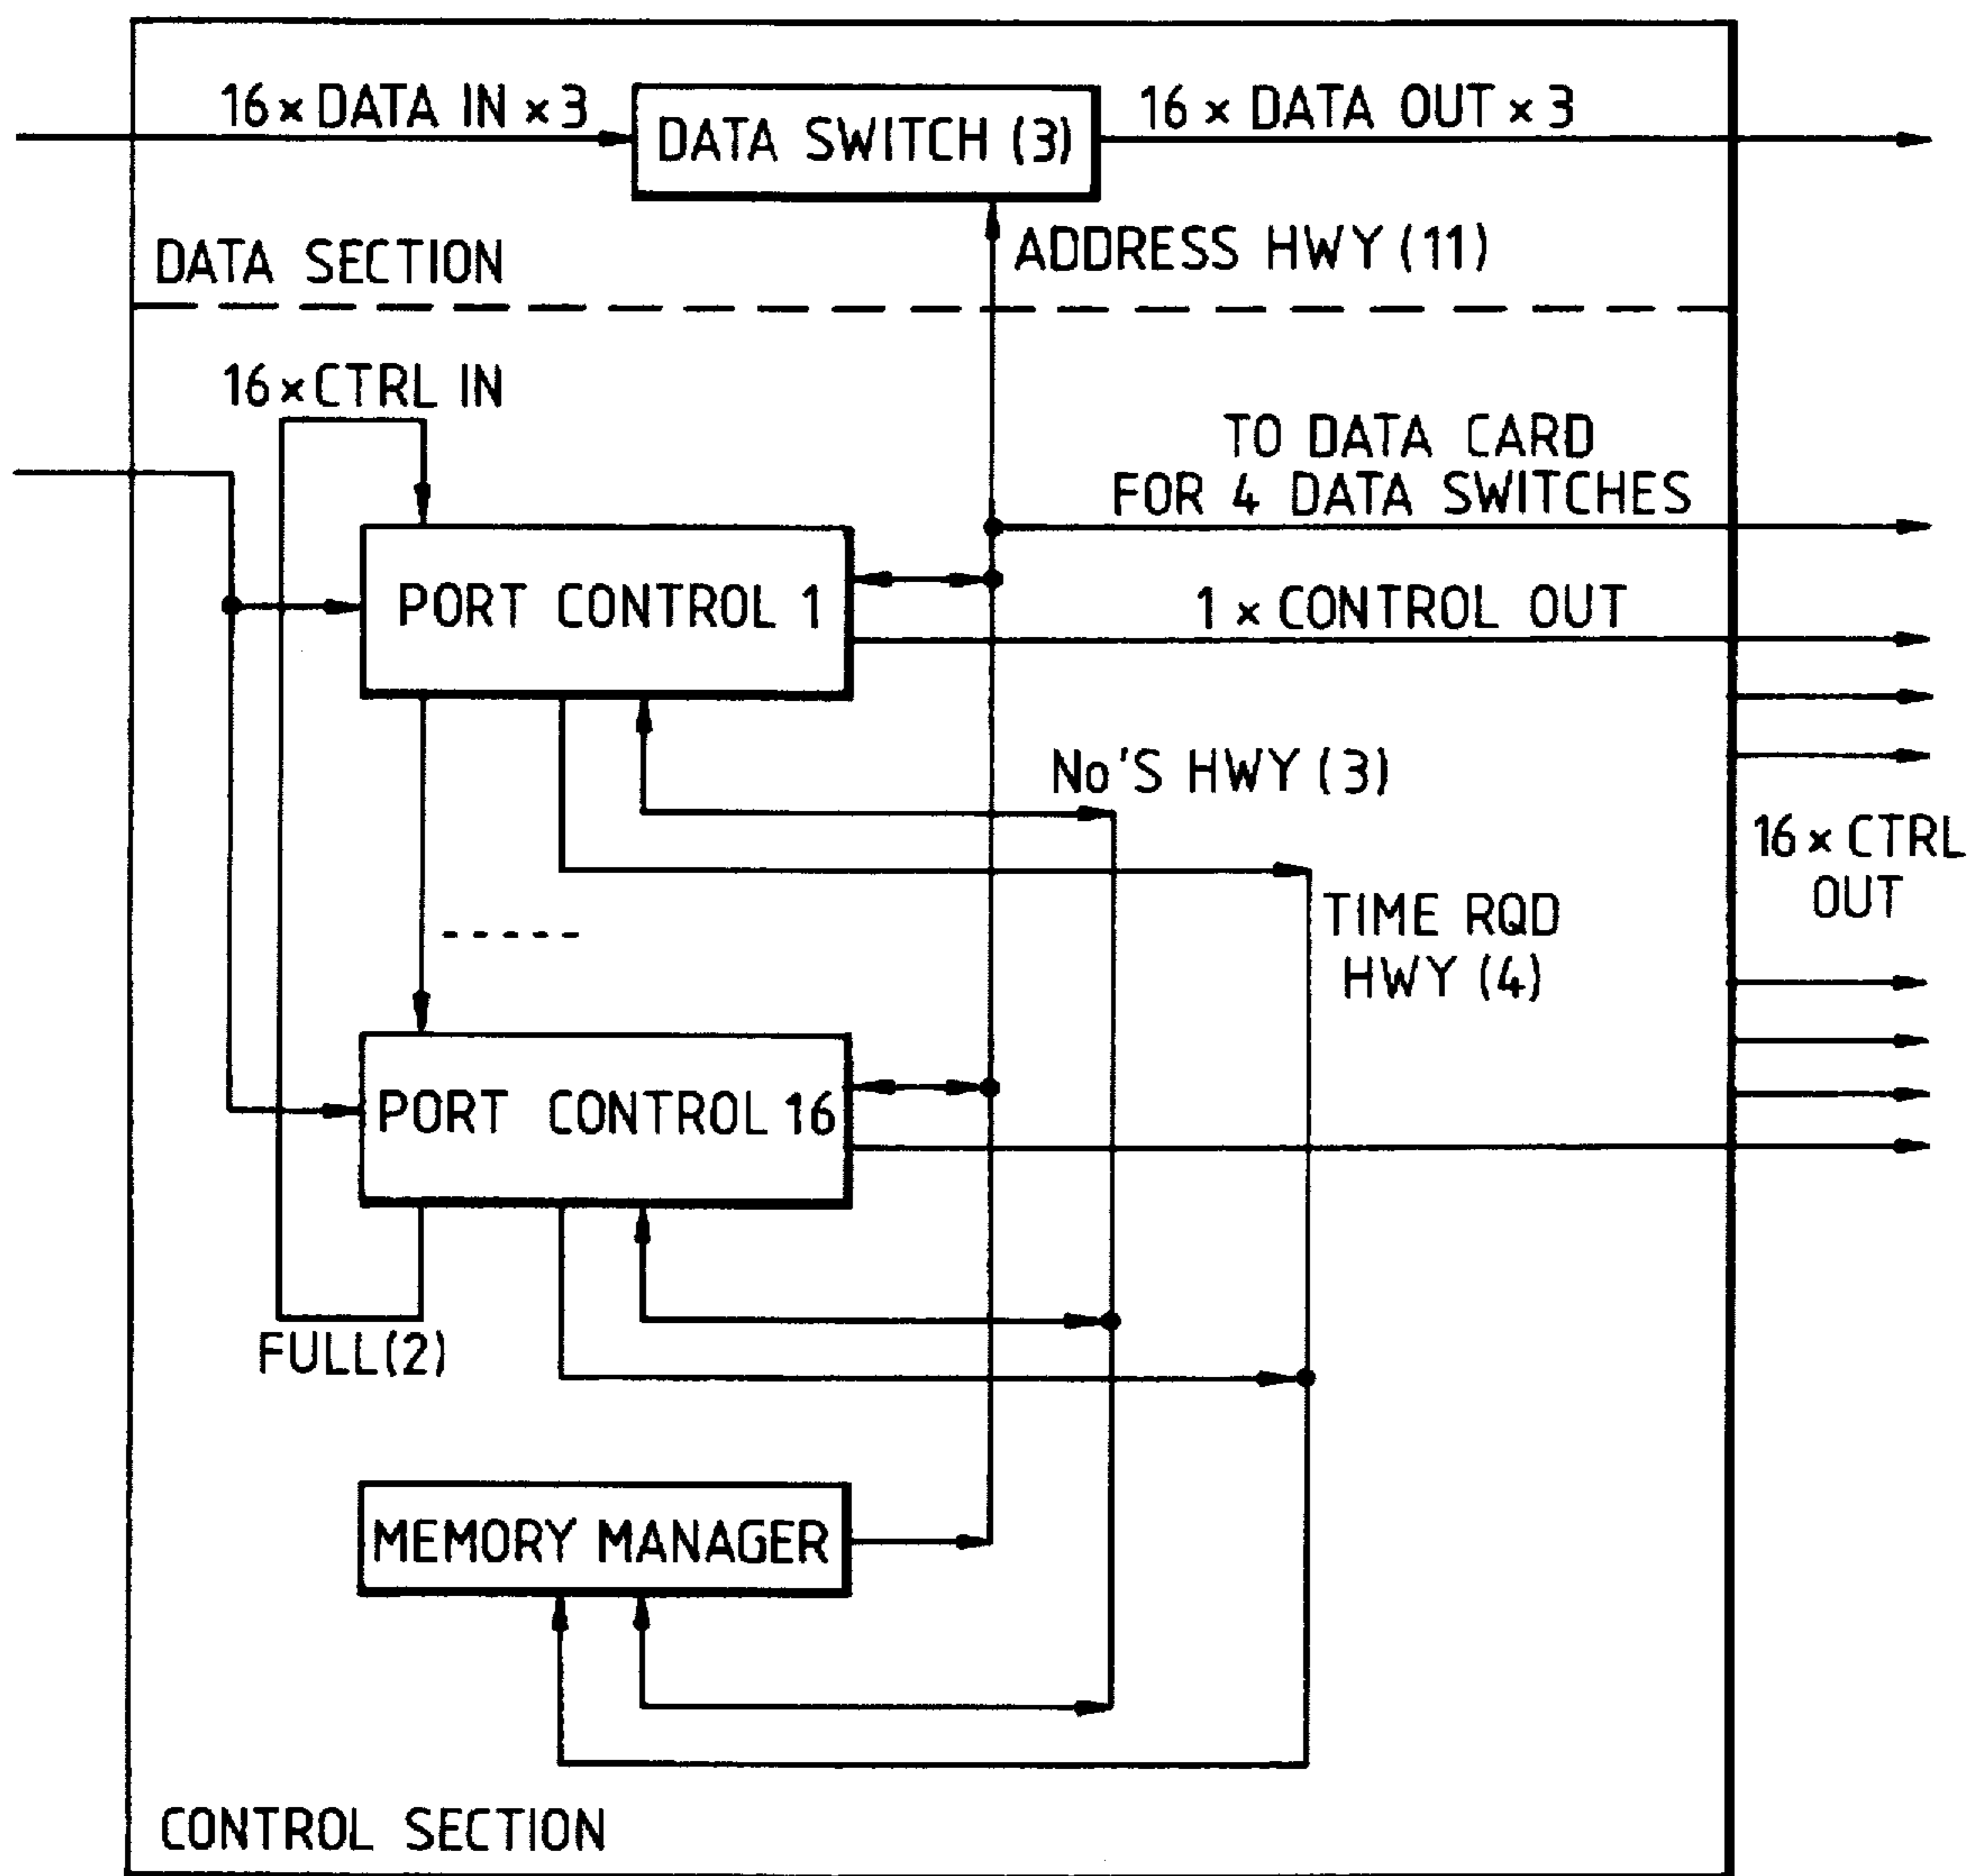 16 × DATA IN × 3
DATA SWITCH (3)
16 × DATA OUT × 3
DATA SECTION
ADDRESS HWY (11)
16 × CTRL IN
TO DATA CARD
FOR 4 DATA SWITCHES
PORT CONTROL 1
1 × CONTROL OUT
No'S HWY (3)
16 × CTRL
OUT
TIME RQD
HWY (4)
-----
PORT CONTROL 16
FULL(2)
MEMORY MANAGER
CONTROL SECTION